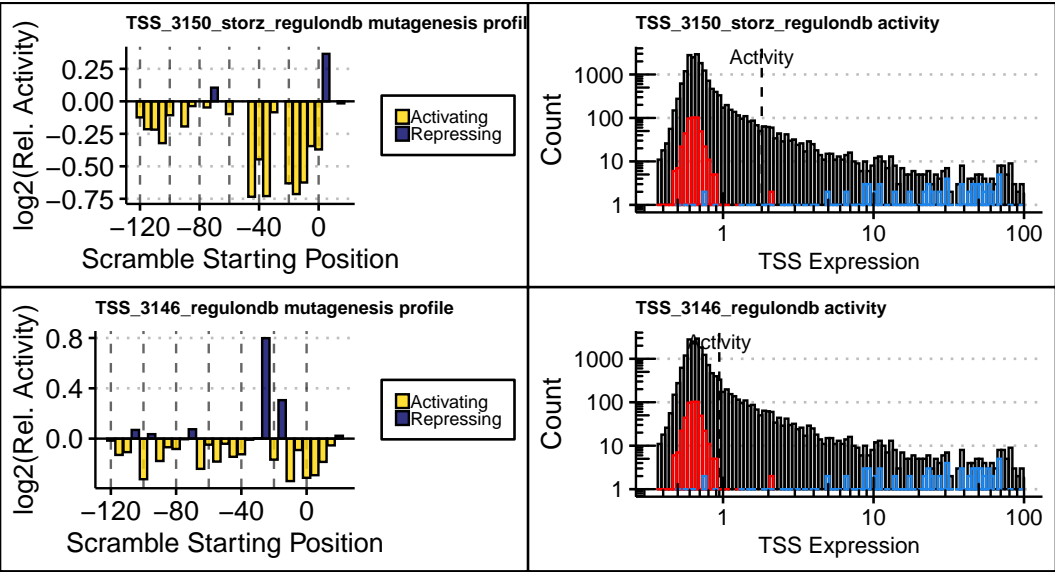 TSS_3150_storz_regulondb mutagenesis profil
log2(Rel. Activity)
0.25
0.00
−0.25
−0.50
−0.75
−120 −80 −40 0
Scramble Starting Position
Activating
Repressing
TSS_3150_storz_regulondb activity
Count
1000
100
10
1
Activity
1 10 100
TSS Expression
TSS_3146_regulondb mutagenesis profile
log2(Rel. Activity)
0.8
0.4
0.0
−120 −80 −40 0
Scramble Starting Position
Activating
Repressing
TSS_3146_regulondb activity
Count
1000
100
10
1
Activity
1 10 100
TSS Expression